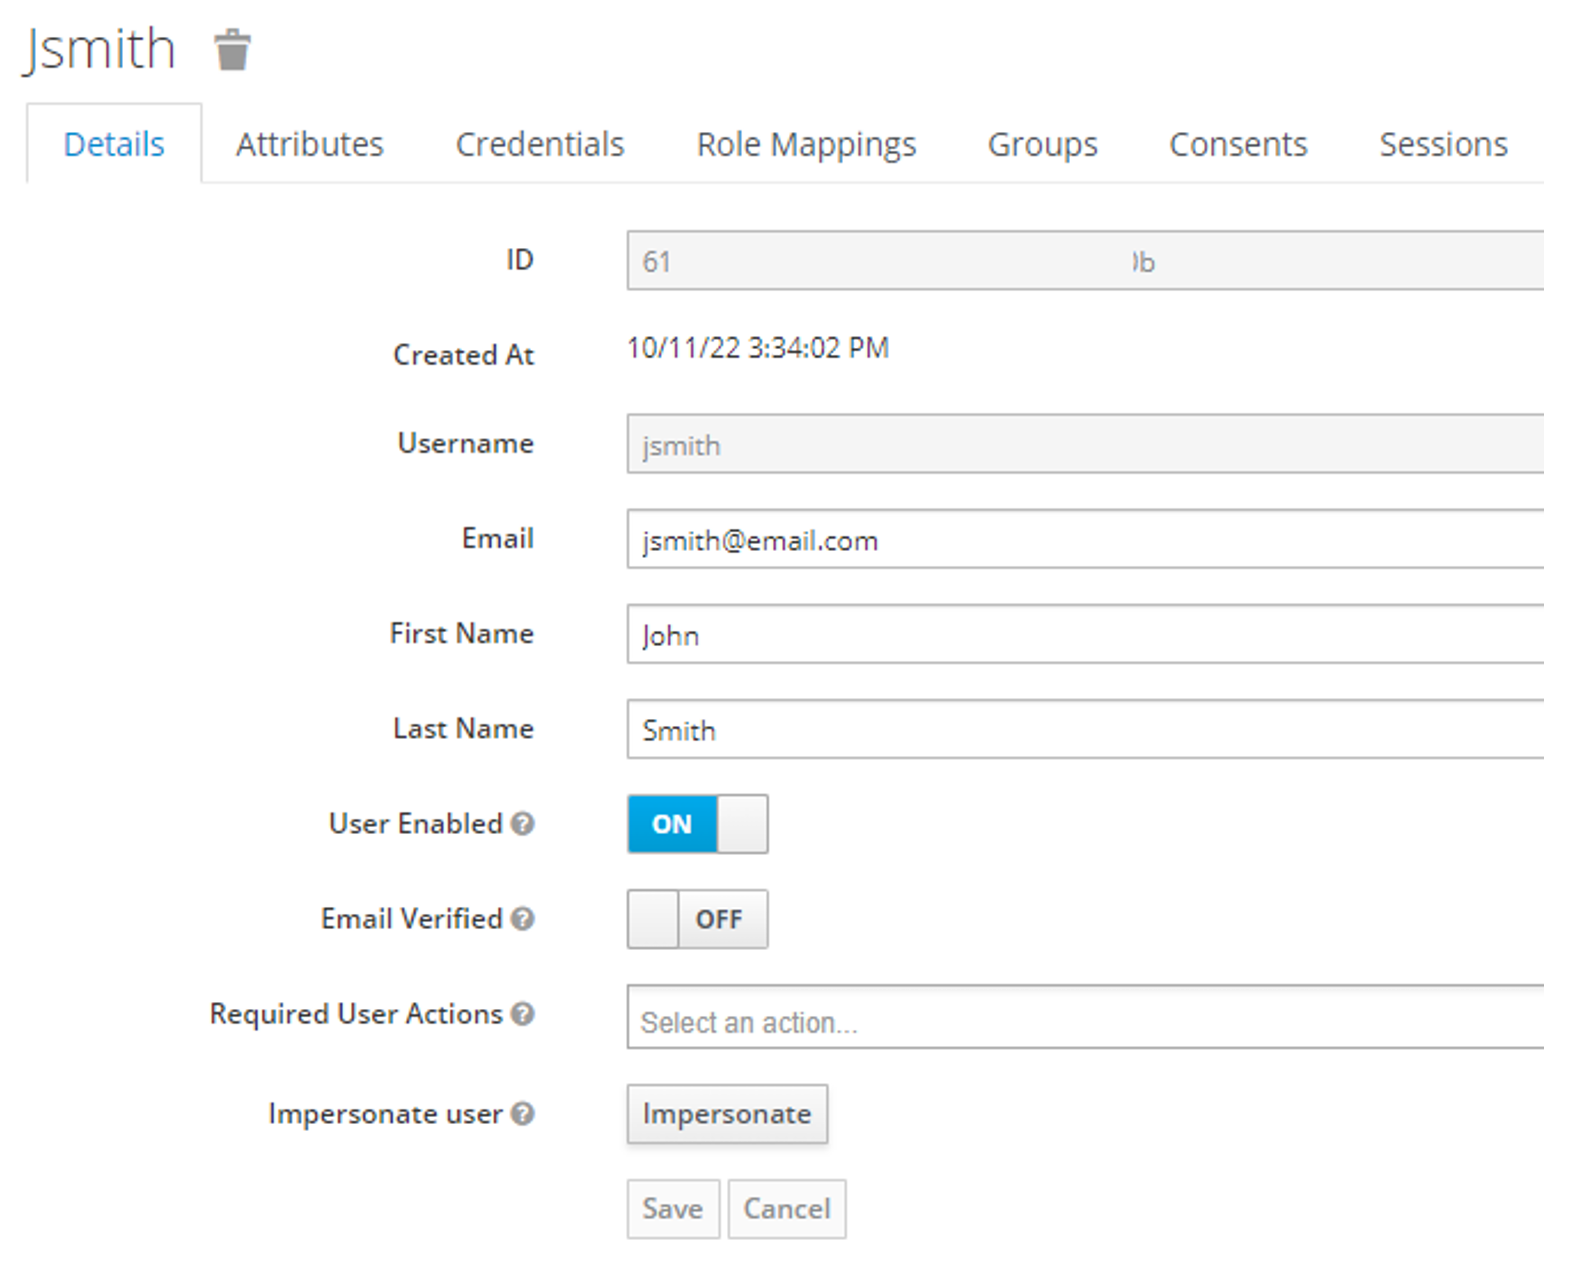 Jsmith
Details Attributes Credentials Role Mappings Groups Consents Sessions
ID 61 b
Created At 10/11/22 3:34:02 PM
Username jsmith
Email jsmith@email.com
First Name John
Last Name Smith
User Enabled ? ON
Email Verified ? OFF
Required User Actions ? Select an action...
Impersonate user ? Impersonate
Save Cancel